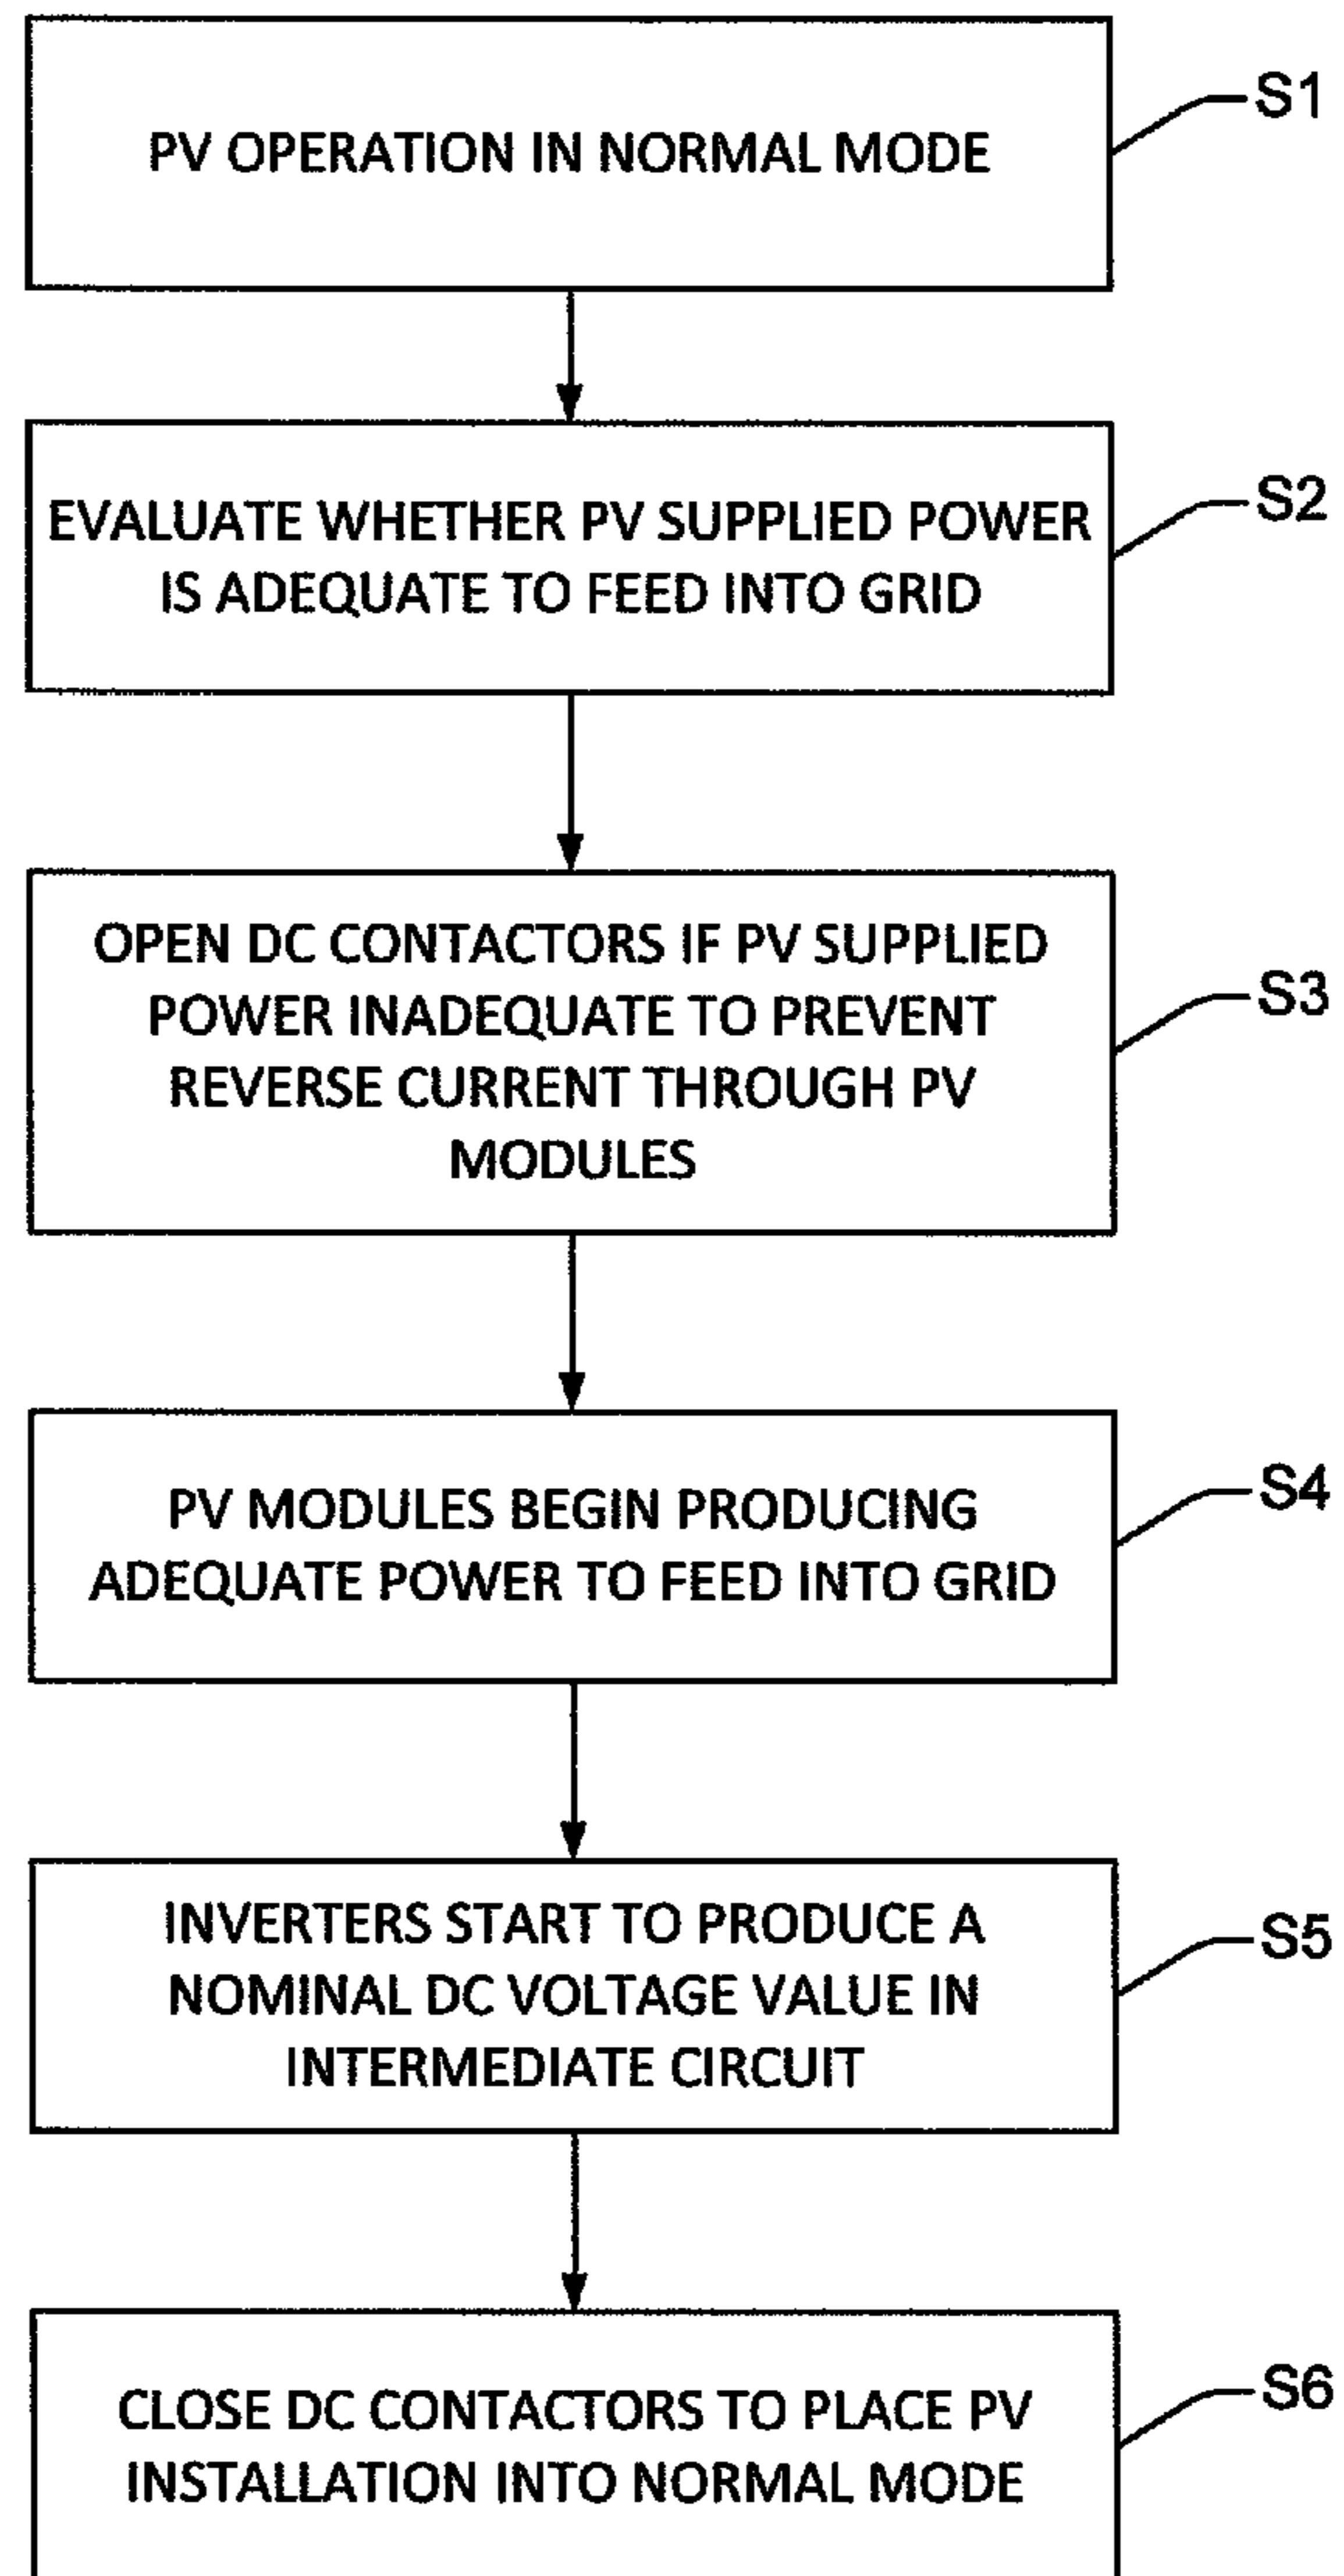 PV OPERATION IN NORMAL MODE
S1
EVALUATE WHETHER PV SUPPLIED POWER
IS ADEQUATE TO FEED INTO GRID
S2
OPEN DC CONTACTORS IF PV SUPPLIED
POWER INADEQUATE TO PREVENT
REVERSE CURRENT THROUGH PV
MODULES
S3
PV MODULES BEGIN PRODUCING
ADEQUATE POWER TO FEED INTO GRID
S4
INVERTERS START TO PRODUCE A
NOMINAL DC VOLTAGE VALUE IN
INTERMEDIATE CIRCUIT
S5
CLOSE DC CONTACTORS TO PLACE PV
INSTALLATION INTO NORMAL MODE
S6